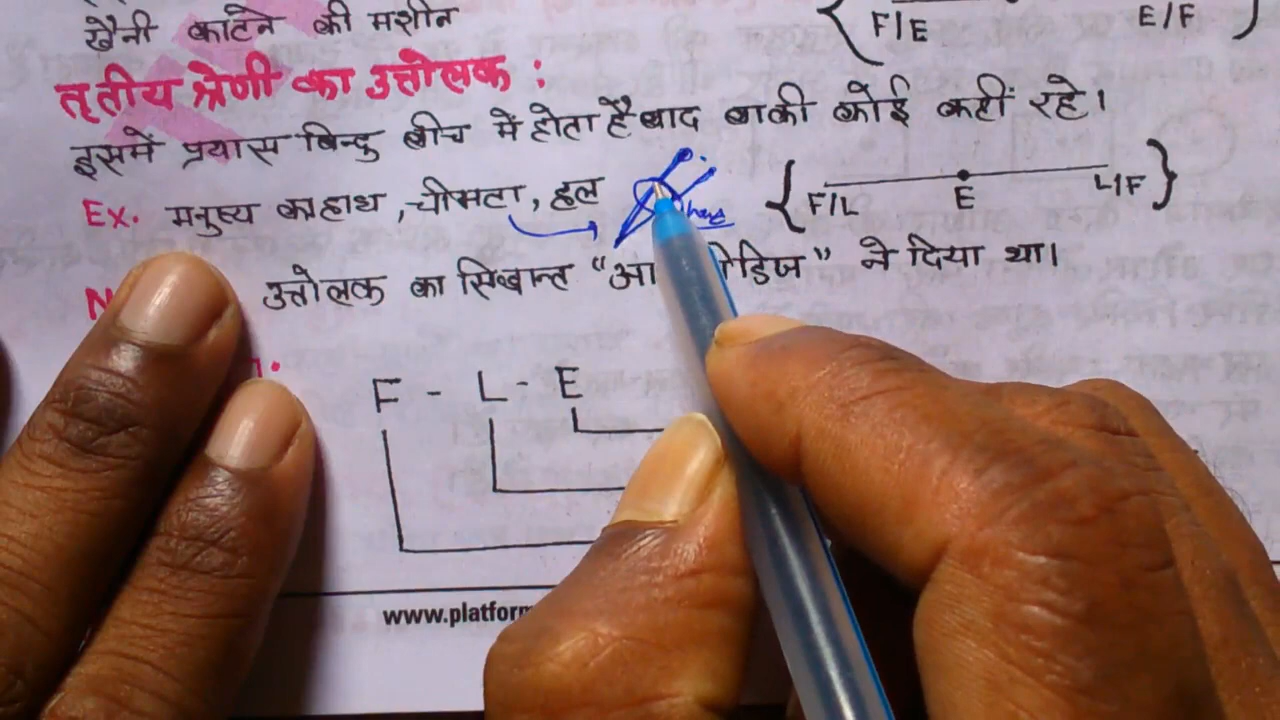 खैनी काटने की मशीन
F/E E/F
तृतीय श्रेणी का उत्तोलक :
इसमें प्रयास बिन्दु बीच में होता है बाद बाकी कोई कहीं रहे।
Ex. मनुष्य का हाथ , चीमटा , हल
F/L E L/F
उत्तोलक का सिद्धान्त “आ मेडिज” ने दिया था।
F - L - E
www.platform